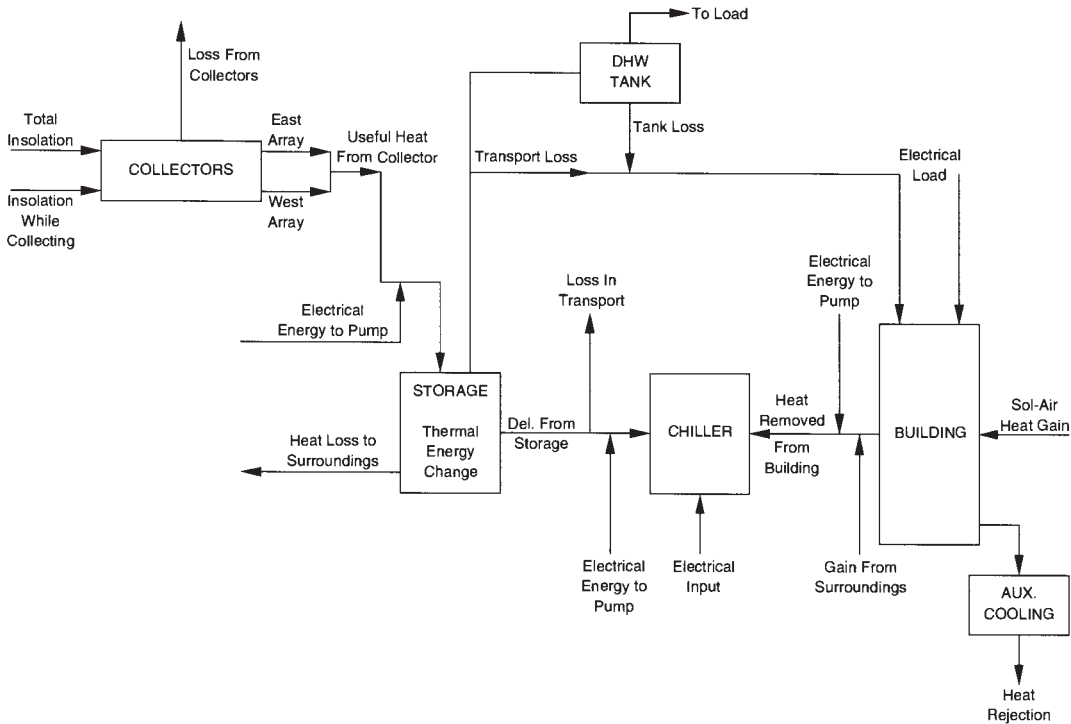 To Load
DHW
TANK
Loss From
Collectors
Tank Loss
Total
Insolation
East
Array
Useful Heat
From Collector
Transport Loss
Electrical
Load
COLLECTORS
Insolation
While
Collecting
West
Array
Electrical
Energy to Pump
Loss In
Transport
Electrical
Energy to
Pump
STORAGE
Thermal
Energy
Change
Heat Loss to
Surroundings
Del. From
Storage
CHILLER
Heat
Removed
From
Building
BUILDING
Sol-Air
Heat Gain
Electrical
Energy to
Pump
Electrical
Input
Gain From
Surroundings
AUX.
COOLING
Heat
Rejection